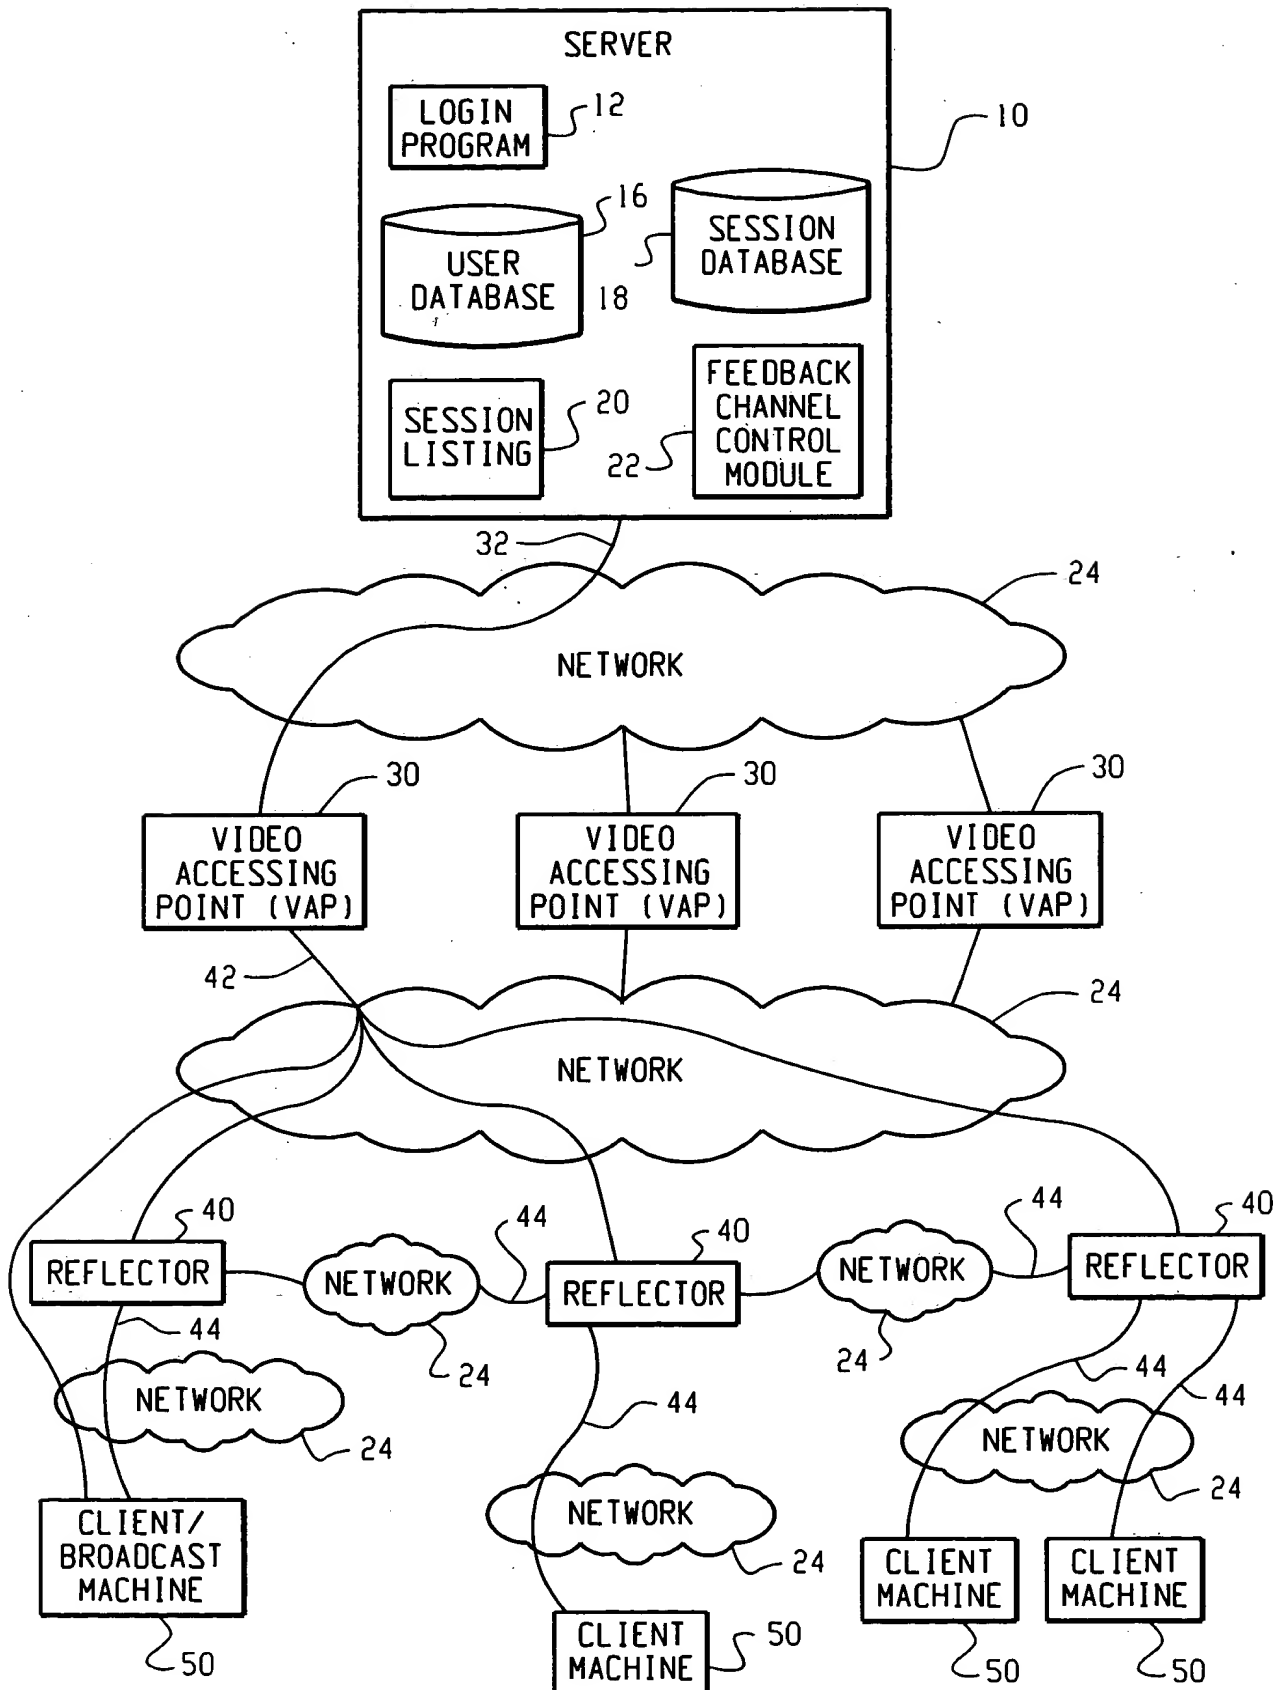 SERVER
LOGIN
PROGRAM
12
10
16
SESSION
DATABASE
USER
DATABASE
18
FEEDBACK
CHANNEL
CONTROL
MODULE
SESSION
LISTING
20
22
32
24
NETWORK
30
30
30
VIDEO
ACCESSING
POINT (VAP)
VIDEO
ACCESSING
POINT (VAP)
VIDEO
ACCESSING
POINT (VAP)
42
24
NETWORK
40
44
40
44
40
REFLECTOR
NETWORK
REFLECTOR
NETWORK
REFLECTOR
44
24
24
44
44
NETWORK
24
44
NETWORK
24
CLIENT/
BROADCAST
MACHINE
50
NETWORK
24
CLIENT
MACHINE
50
CLIENT
MACHINE
50
CLIENT
MACHINE
50